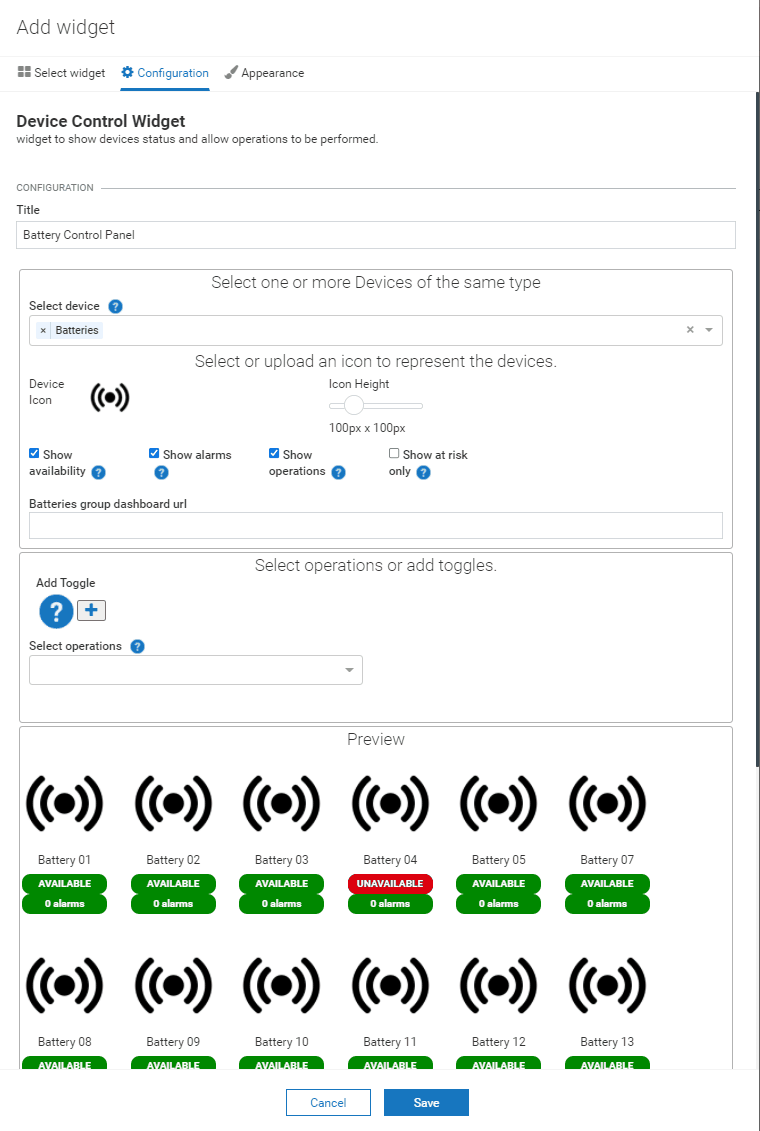 Add widget
Select widget Configuration Appearance
Device Control Widget
widget to show devices status and allow operations to be performed.
CONFIGURATION
Title
Battery Control Panel
Select one or more Devices of the same type
Select device ?
× Batteries ×
Select or upload an icon to represent the devices.
Device
Icon
Icon Height
100px x 100px
Show
availability ?
Show alarms
?
Show
operations ?
Show at risk
only ?
Batteries group dashboard url
Select operations or add toggles.
Add Toggle
? +
Select operations ?
Preview
Battery 01 Battery 02 Battery 03 Battery 04 Battery 05 Battery 07
AVAILABLE AVAILABLE AVAILABLE UNAVAILABLE AVAILABLE AVAILABLE
0 alarms 0 alarms 0 alarms 0 alarms 0 alarms 0 alarms
Battery 08 Battery 09 Battery 10 Battery 11 Battery 12 Battery 13
AVAILABLE AVAILABLE AVAILABLE AVAILABLE AVAILABLE AVAILABLE
Cancel Save